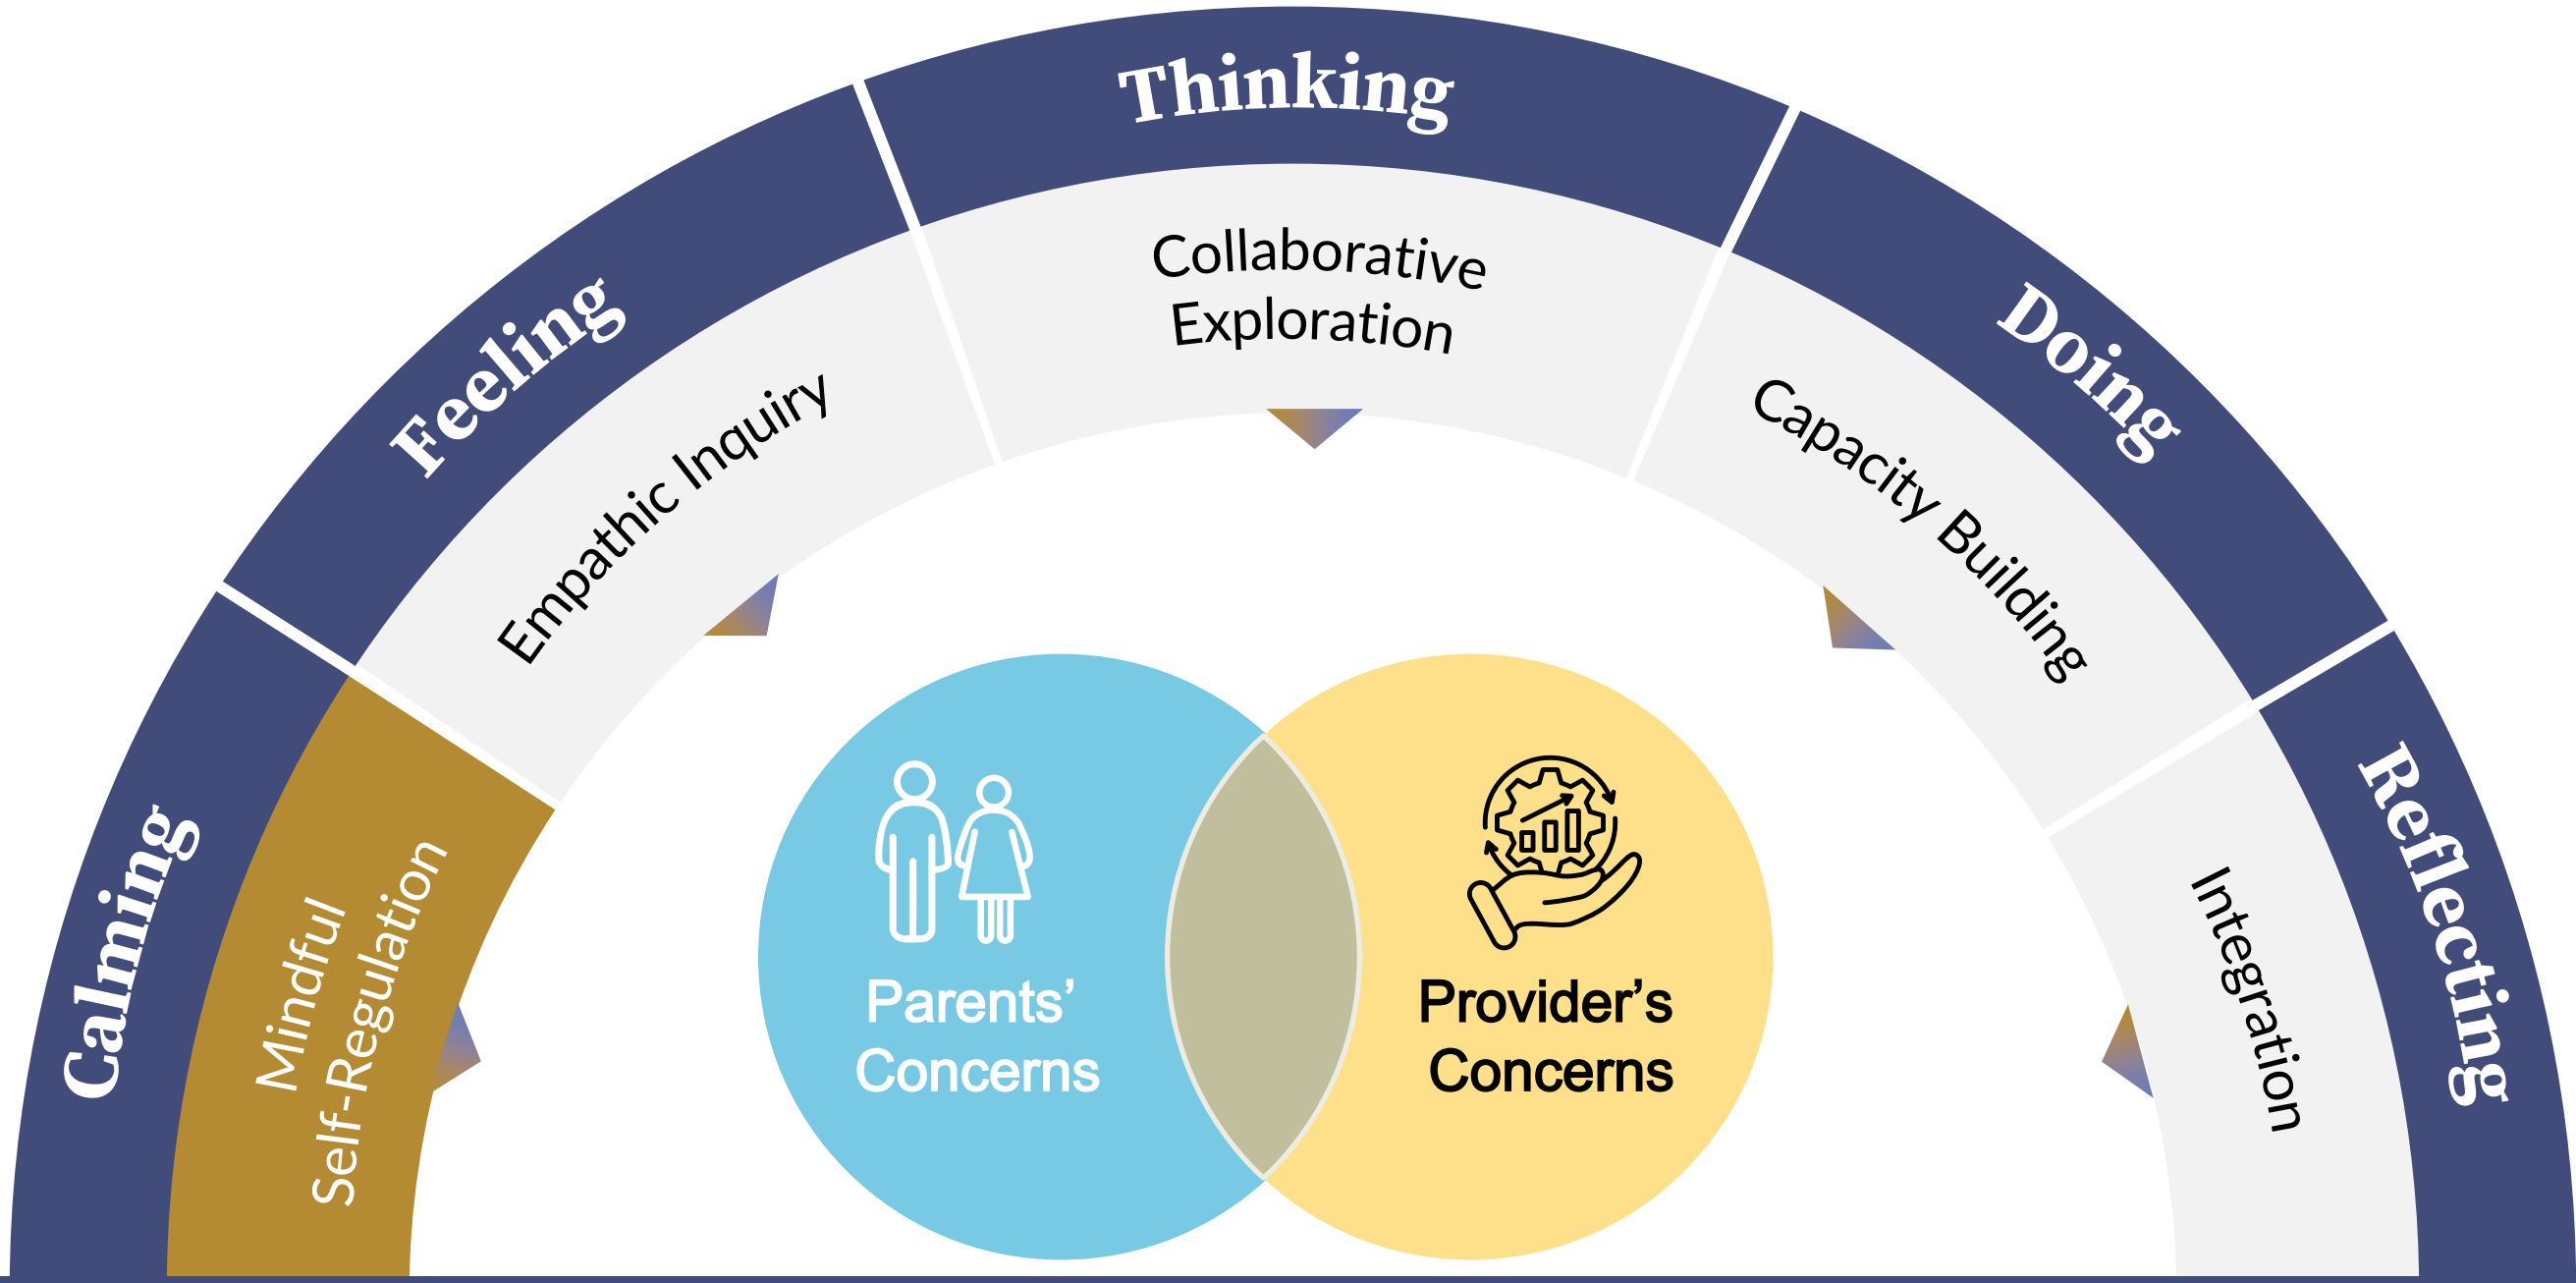 Calming
Mindful
Self-Regulation
Feeling
Empathic Inquiry
Thinking
Collaborative
Exploration
Doing
Capacity Building
Reflecting
Integration
Parents’
Concerns
Provider’s
Concerns